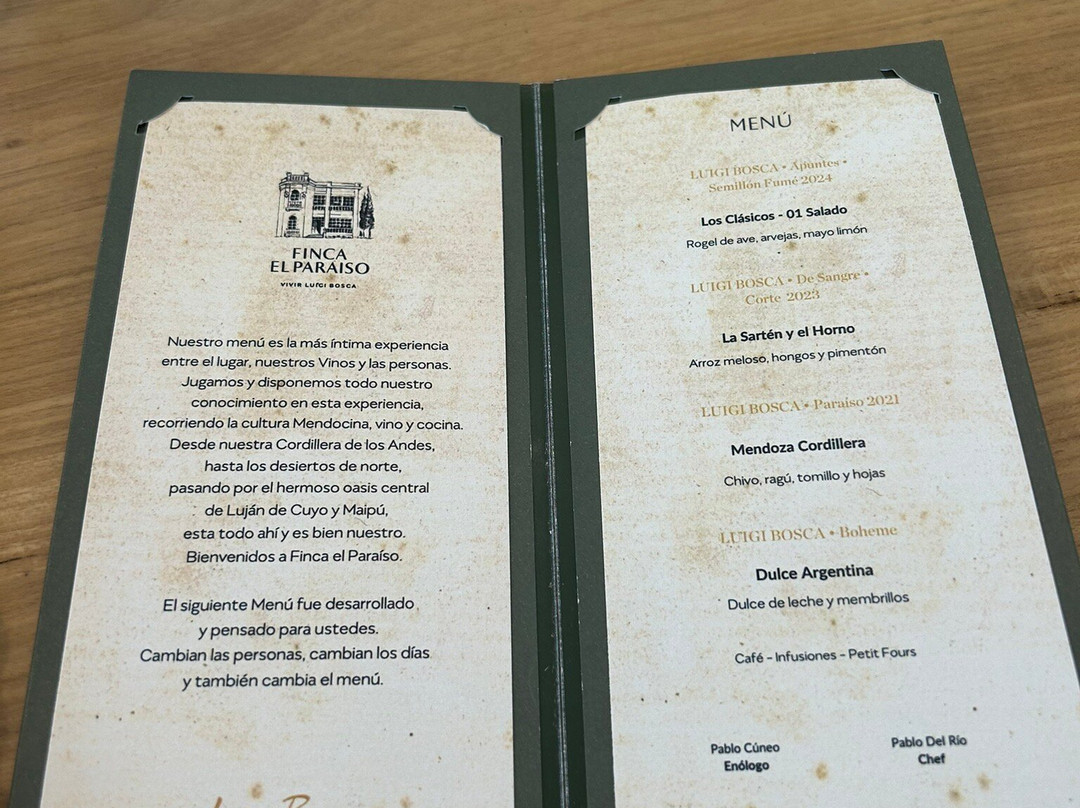 FINCA
EL PARAÍSO
VIVIR LUIGI BOSCA
Nuestro menú es la más íntima experiencia
entre el lugar, nuestros Vinos y las personas.
Jugamos y disponemos todo nuestro
conocimiento en esta experiencia,
recorriendo la cultura Mendocina, vino y cocina.
Desde nuestra Cordillera de los Andes,
hasta los desiertos de norte,
pasando por el hermoso oasis central
de Luján de Cuyo y Maipú,
esta todo ahí y es bien nuestro.
Bienvenidos a Finca el Paraíso.
El siguiente Menú fue desarrollado
y pensado para ustedes.
Cambian las personas, cambian los días
y también cambia el menú.
MENÚ
LUIGI BOSCA • Apuntes •
Semillón Fumé 2024
Los Clásicos - 01 Salado
Rogel de ave, arvejas, mayo limón
LUIGI BOSCA • De Sangre •
Corte 2023
La Sartén y el Horno
Arroz meloso, hongos y pimentón
LUIGI BOSCA • Paraiso 2021
Mendoza Cordillera
Chivo, ragú, tomillo y hojas
LUIGI BOSCA • Boheme
Dulce Argentina
Dulce de leche y membrillos
Café - Infusiones - Petit Fours
Pablo Cúneo
Enólogo
Pablo Del Río
Chef